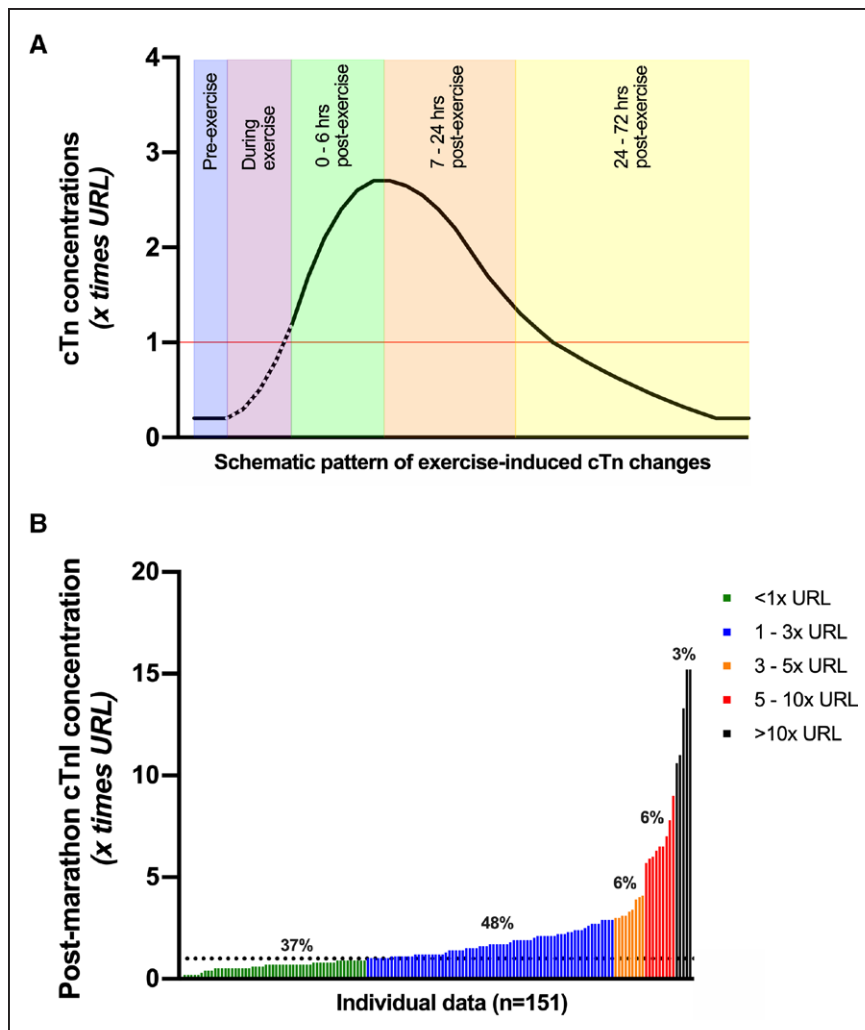 A
cTn concentrations
(x times URL)
4
3
2
1
0
Pre-exercise
During
exercise
0 - 6 hrs
post-exercise
7 - 24 hrs
post-exercise
24 - 72 hrs
post-exercise
Schematic pattern of exercise-induced cTn changes
B
Post-marathon cTnI concentration
(x times URL)
20
15
10
5
0
37%
48%
6%
6%
3%
<1x URL
1 - 3x URL
3 - 5x URL
5 - 10x URL
>10x URL
Individual data (n=151)